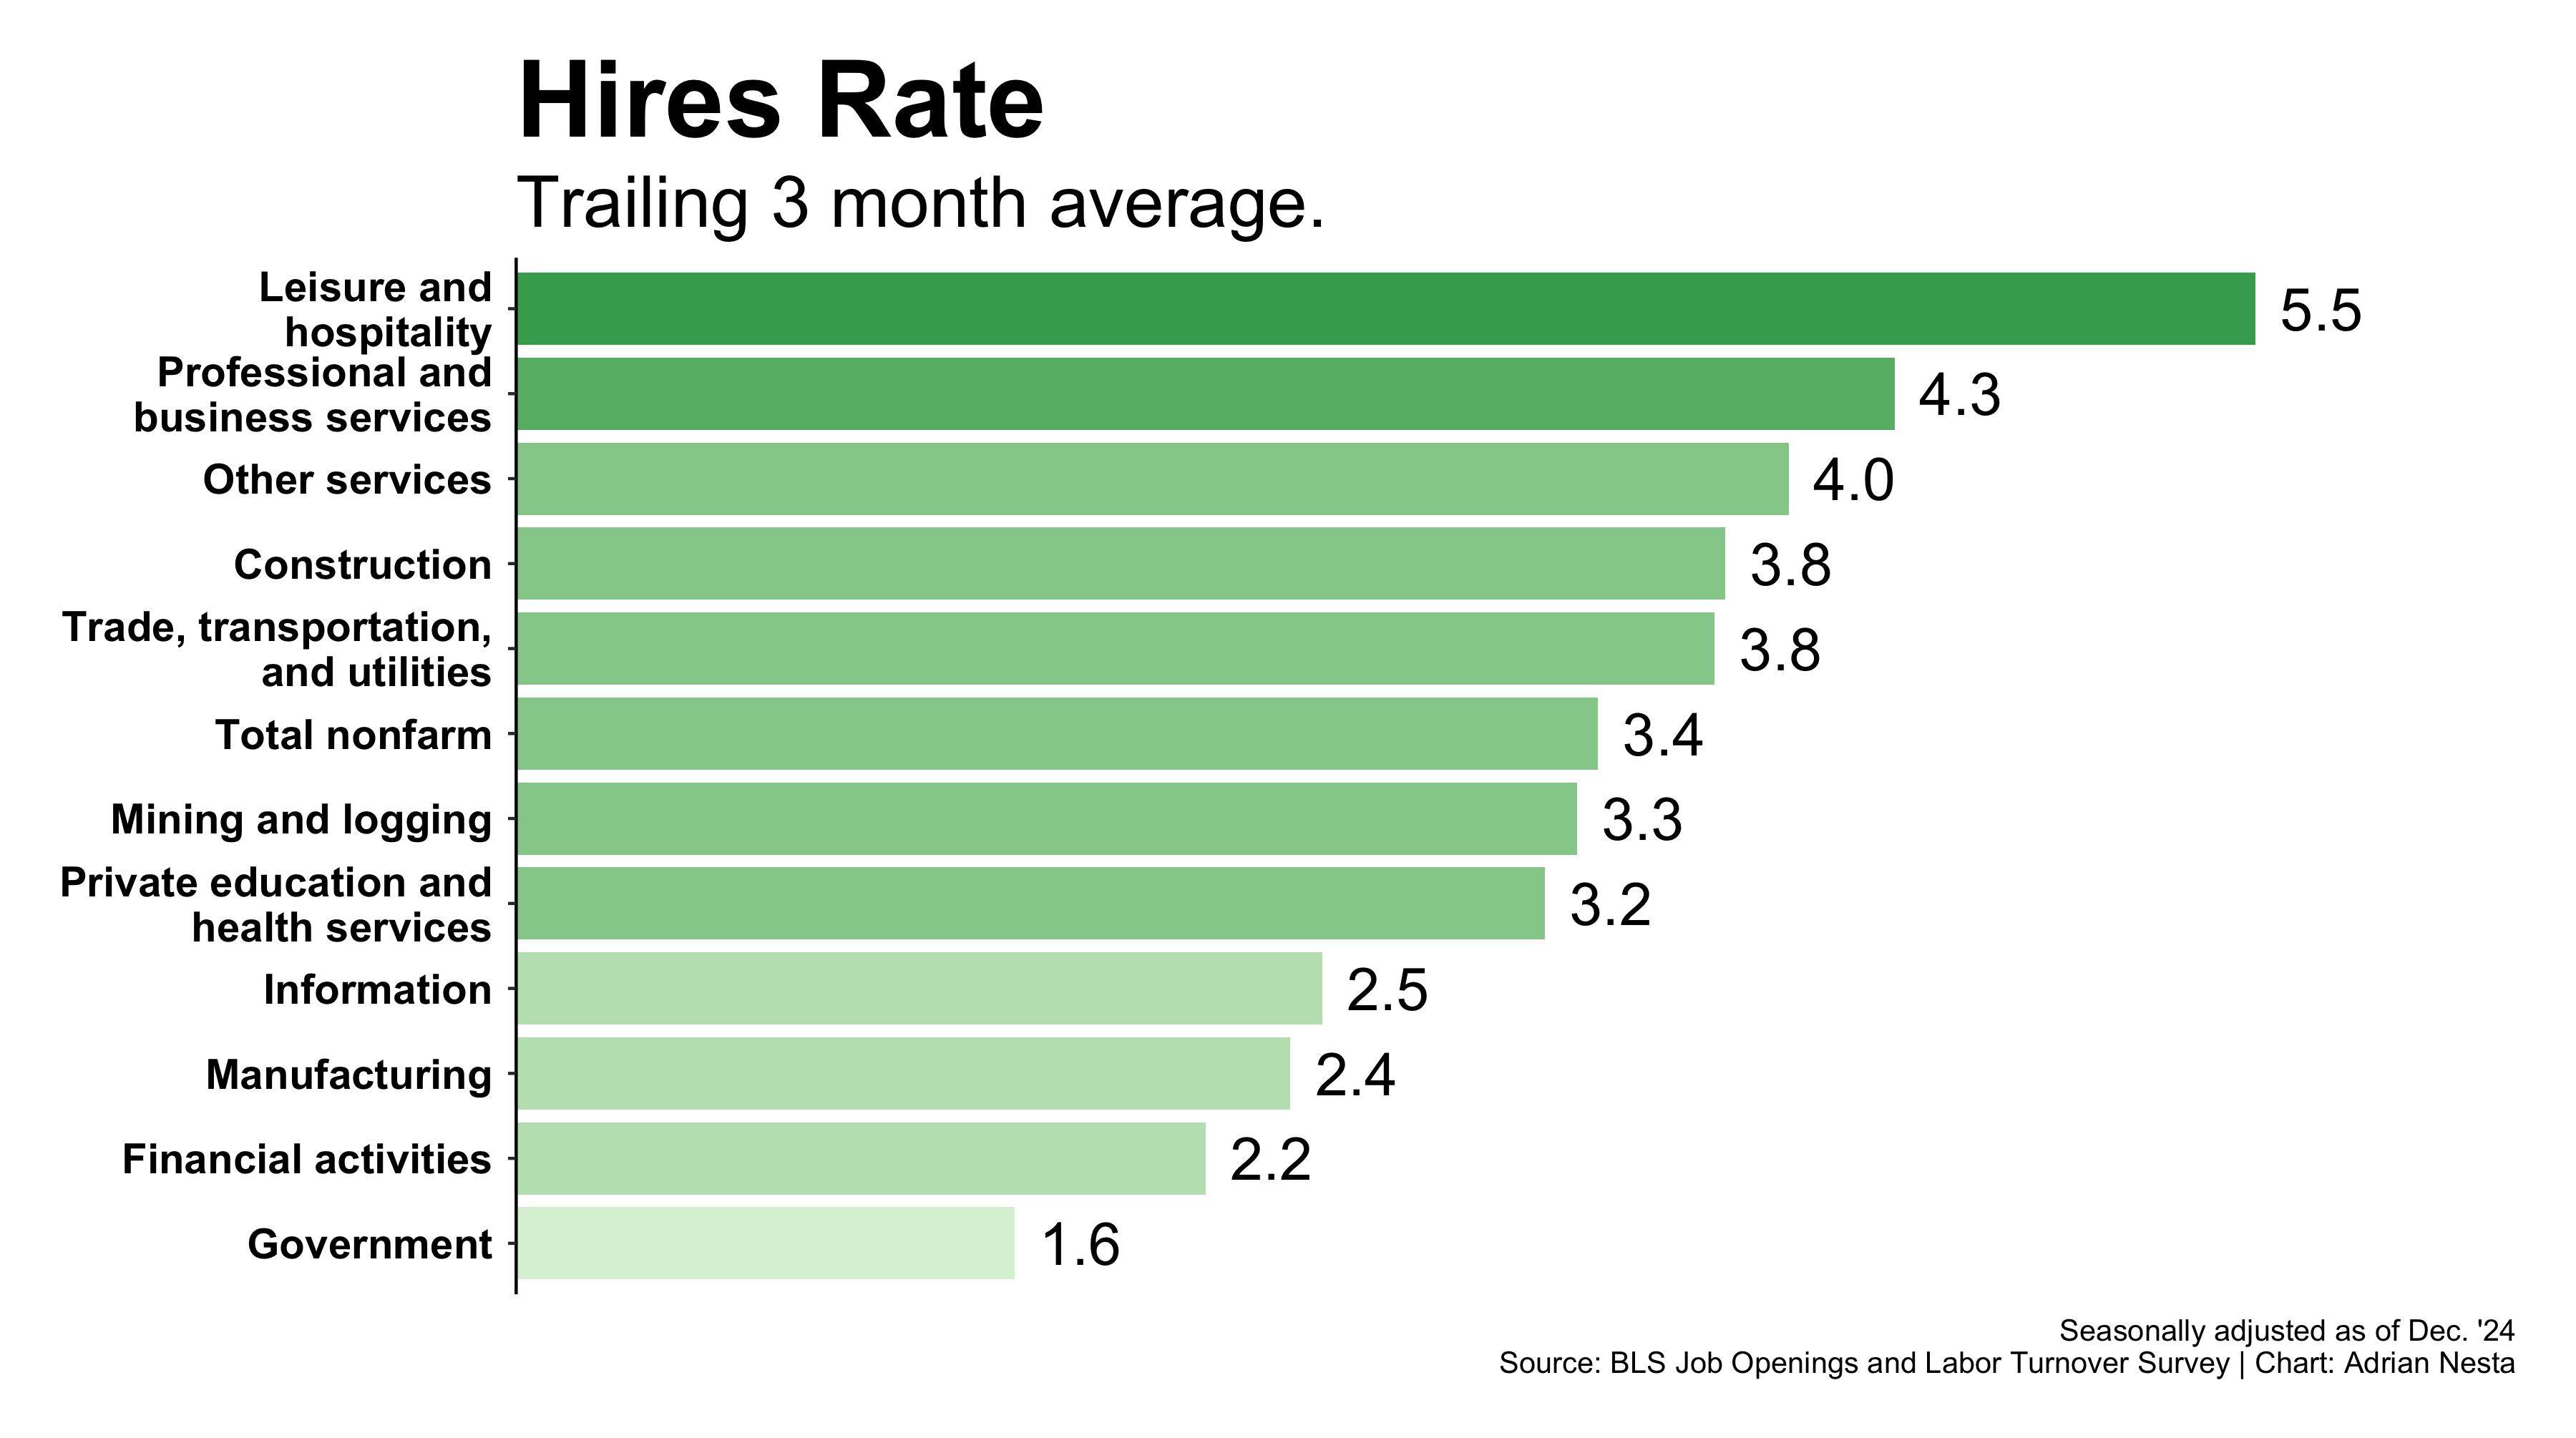 Hires Rate
Trailing 3 month average.
Leisure and
hospitality
5.5
Professional and
business services
4.3
Other services
4.0
Construction
3.8
Trade, transportation,
and utilities
3.8
Total nonfarm
3.4
Mining and logging
3.3
Private education and
health services
3.2
Information
2.5
Manufacturing
2.4
Financial activities
2.2
Government
1.6
Seasonally adjusted as of Dec. '24
Source: BLS Job Openings and Labor Turnover Survey | Chart: Adrian Nesta